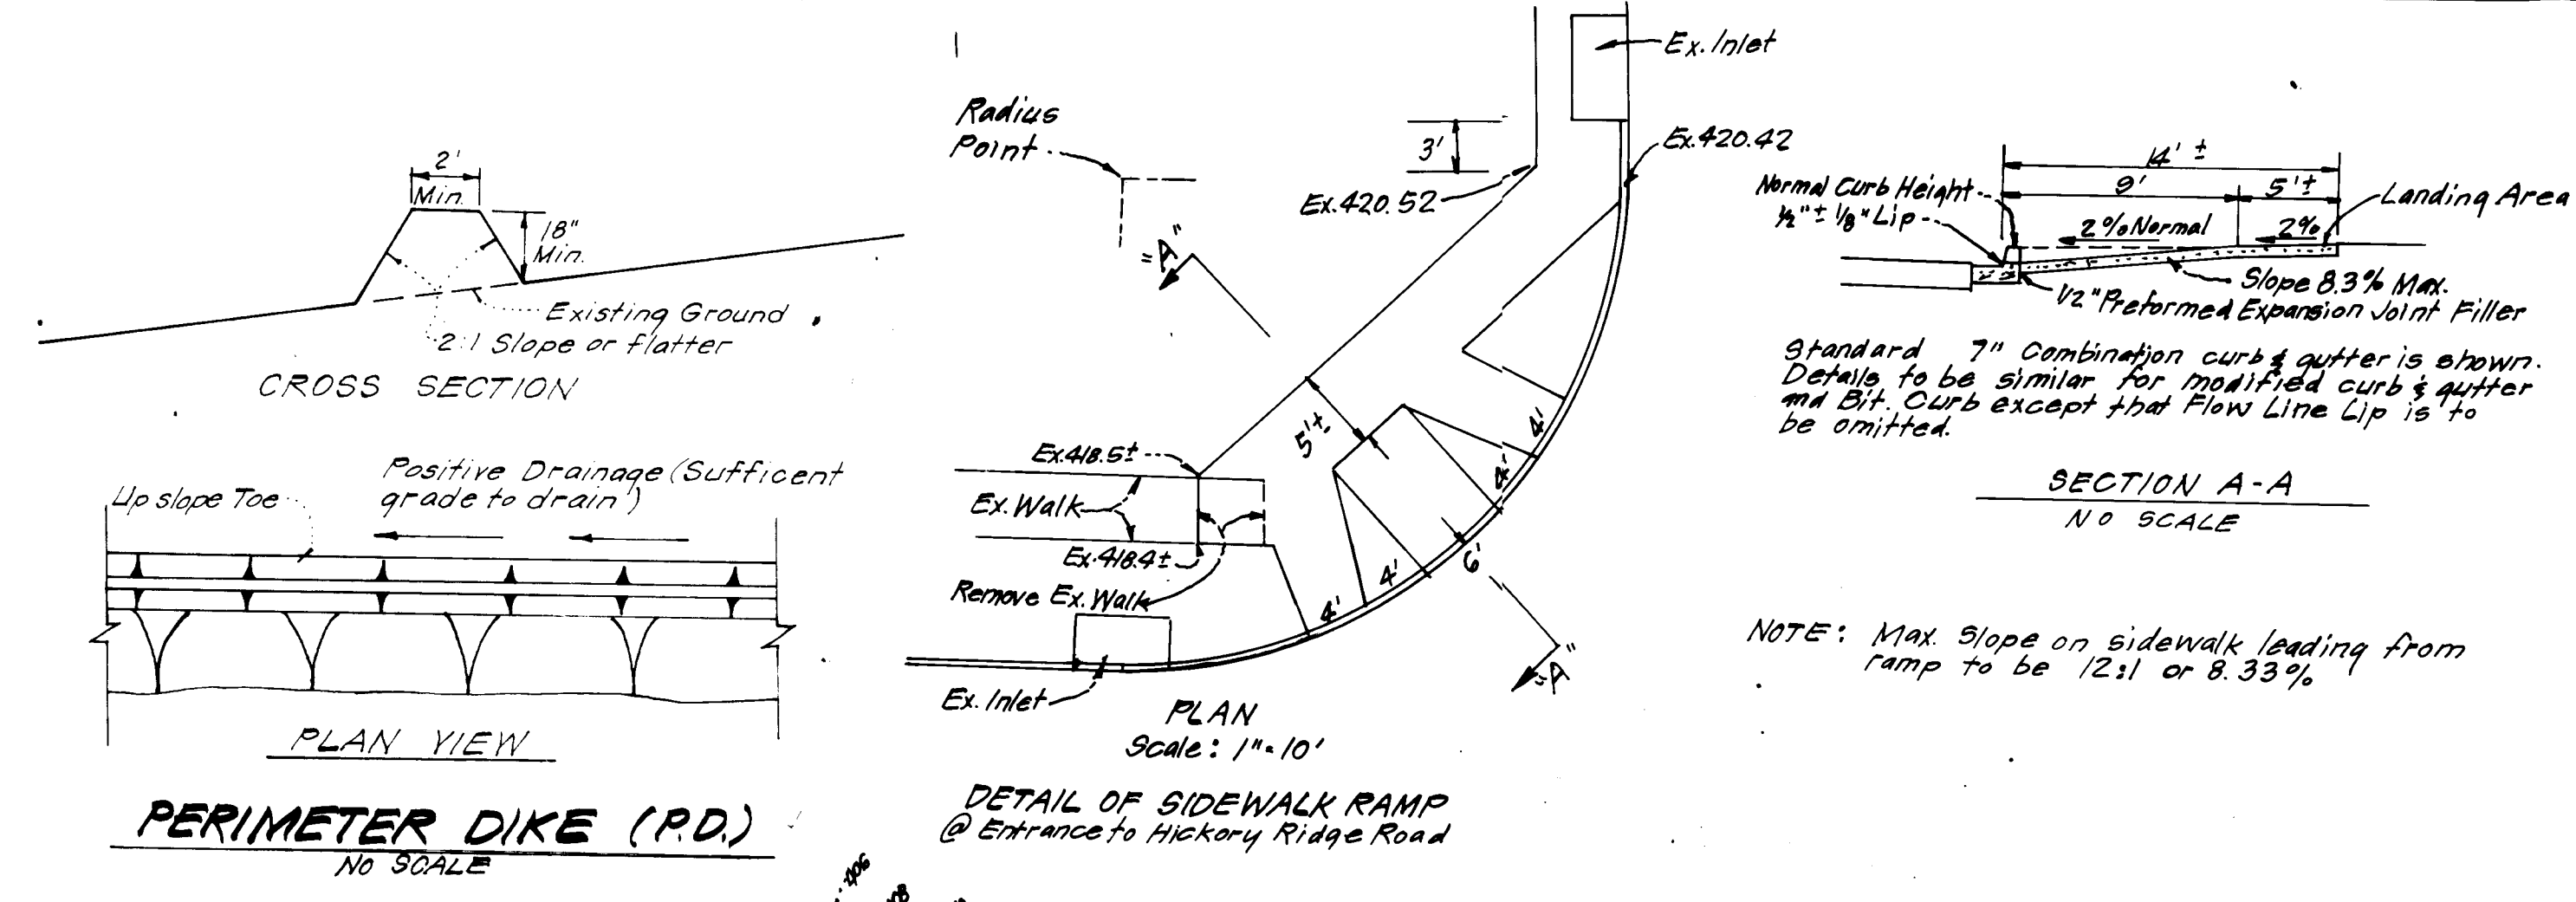 2'
Min.
18"
Min.
Existing Ground
2:1 Slope or flatter
CROSS SECTION
Positive Drainage (Sufficent
grade to drain)
Up slope Toe
PLAN VIEW
PERIMETER DIKE (P.D.)
NO SCALE
Radius
Point
Ex. Inlet
3'
Ex. 420.42
Ex. 420.52
"A"
5'±
Ex. 418.5±
Ex. Walk
Ex. 418.4±
Remove Ex. Walk
4'
4'
6'
4'
4'
"A"
Ex. Inlet
PLAN
Scale: 1"=10'
DETAIL OF SIDEWALK RAMP
@ Entrance to Hickory Ridge Road
14' ±
9'
5'±
Normal Curb Height
Landing Area
1/2" ± 1/8" Lip
2% Normal
2%
Slope 8.3% Max.
1/2" Preformed Expansion Joint Filler
Standard 7" Combination curb & gutter is shown.
Details to be similar for modified curb & gutter
and Bit. Curb except that Flow Line Lip is to
be omitted.
SECTION A-A
NO SCALE
NOTE: Max. Slope on sidewalk leading from
ramp to be 12:1 or 8.33%